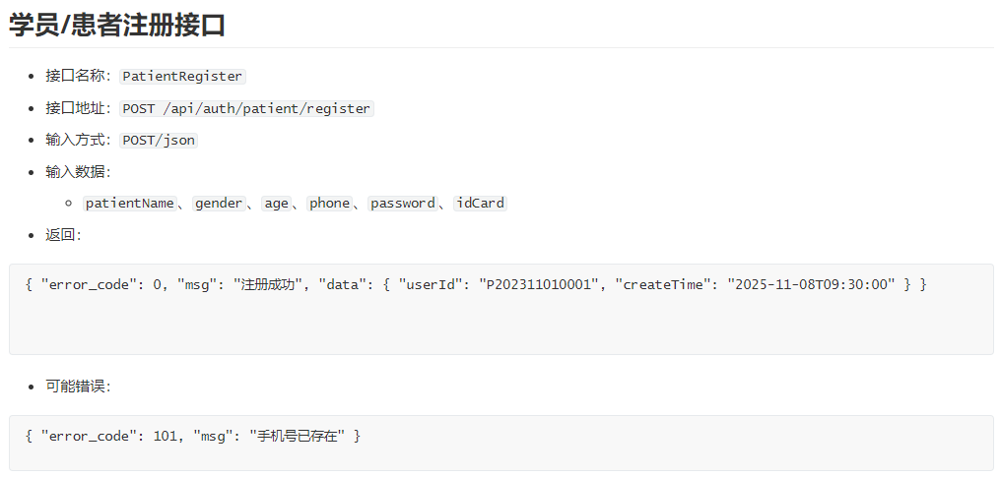 学员/患者注册接口
接口名称：PatientRegister
接口地址：POST /api/auth/patient/register
输入方式：POST/json
输入数据：
patientName、gender、age、phone、password、idCard
返回：
{ "error_code": 0, "msg": "注册成功", "data": { "userId": "P202311010001", "createTime": "2025-11-08T09:30:00" } }
可能错误：
{ "error_code": 101, "msg": "手机号已存在" }